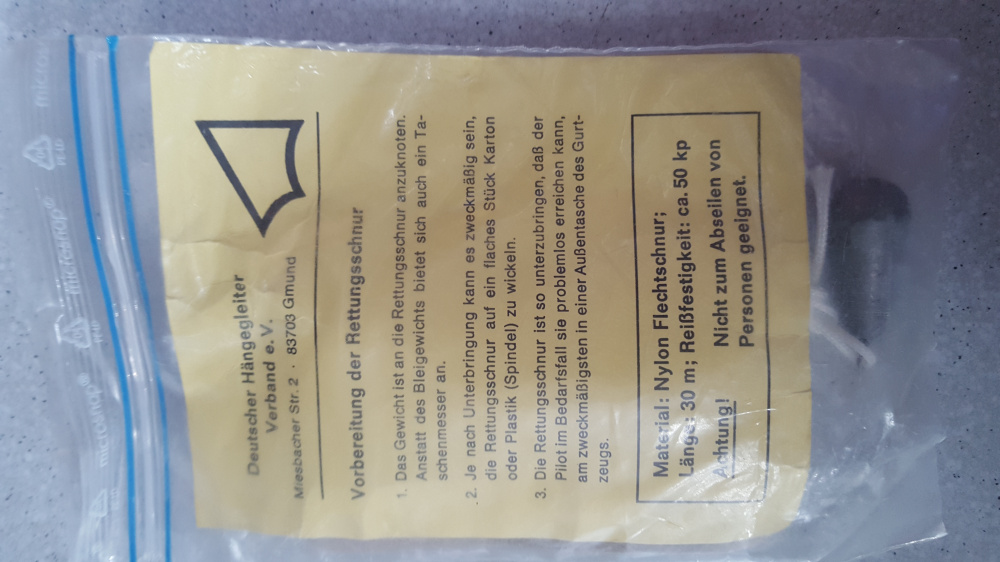 Deutscher Hängegleiter
Verband e. V.
Miesbacher Str. 2 · 83703 Gmund
Vorbereitung der Rettungsschnur
1. Das Gewicht ist an die Rettungsschnur anzuknoten.
Anstatt des Bleigewichts bietet sich auch ein Ta-
schenmesser an.
2. Je nach Unterbringung kann es zweckmäßig sein,
die Rettungsschnur auf ein flaches Stück Karton
oder Plastik (Spindel) zu wickeln.
3. Die Rettungsschnur ist so unterzubringen, daß der
Pilot im Bedarfsfall sie problemlos erreichen kann,
am zweckmäßigsten in einer Außentasche des Gurt-
zeugs.
Material: Nylon Flechtschnur;
Länge: 30 m; Reißfestigkeit: ca. 50 kp
Achtung! Nicht zum Abseilen von
Personen geeignet.